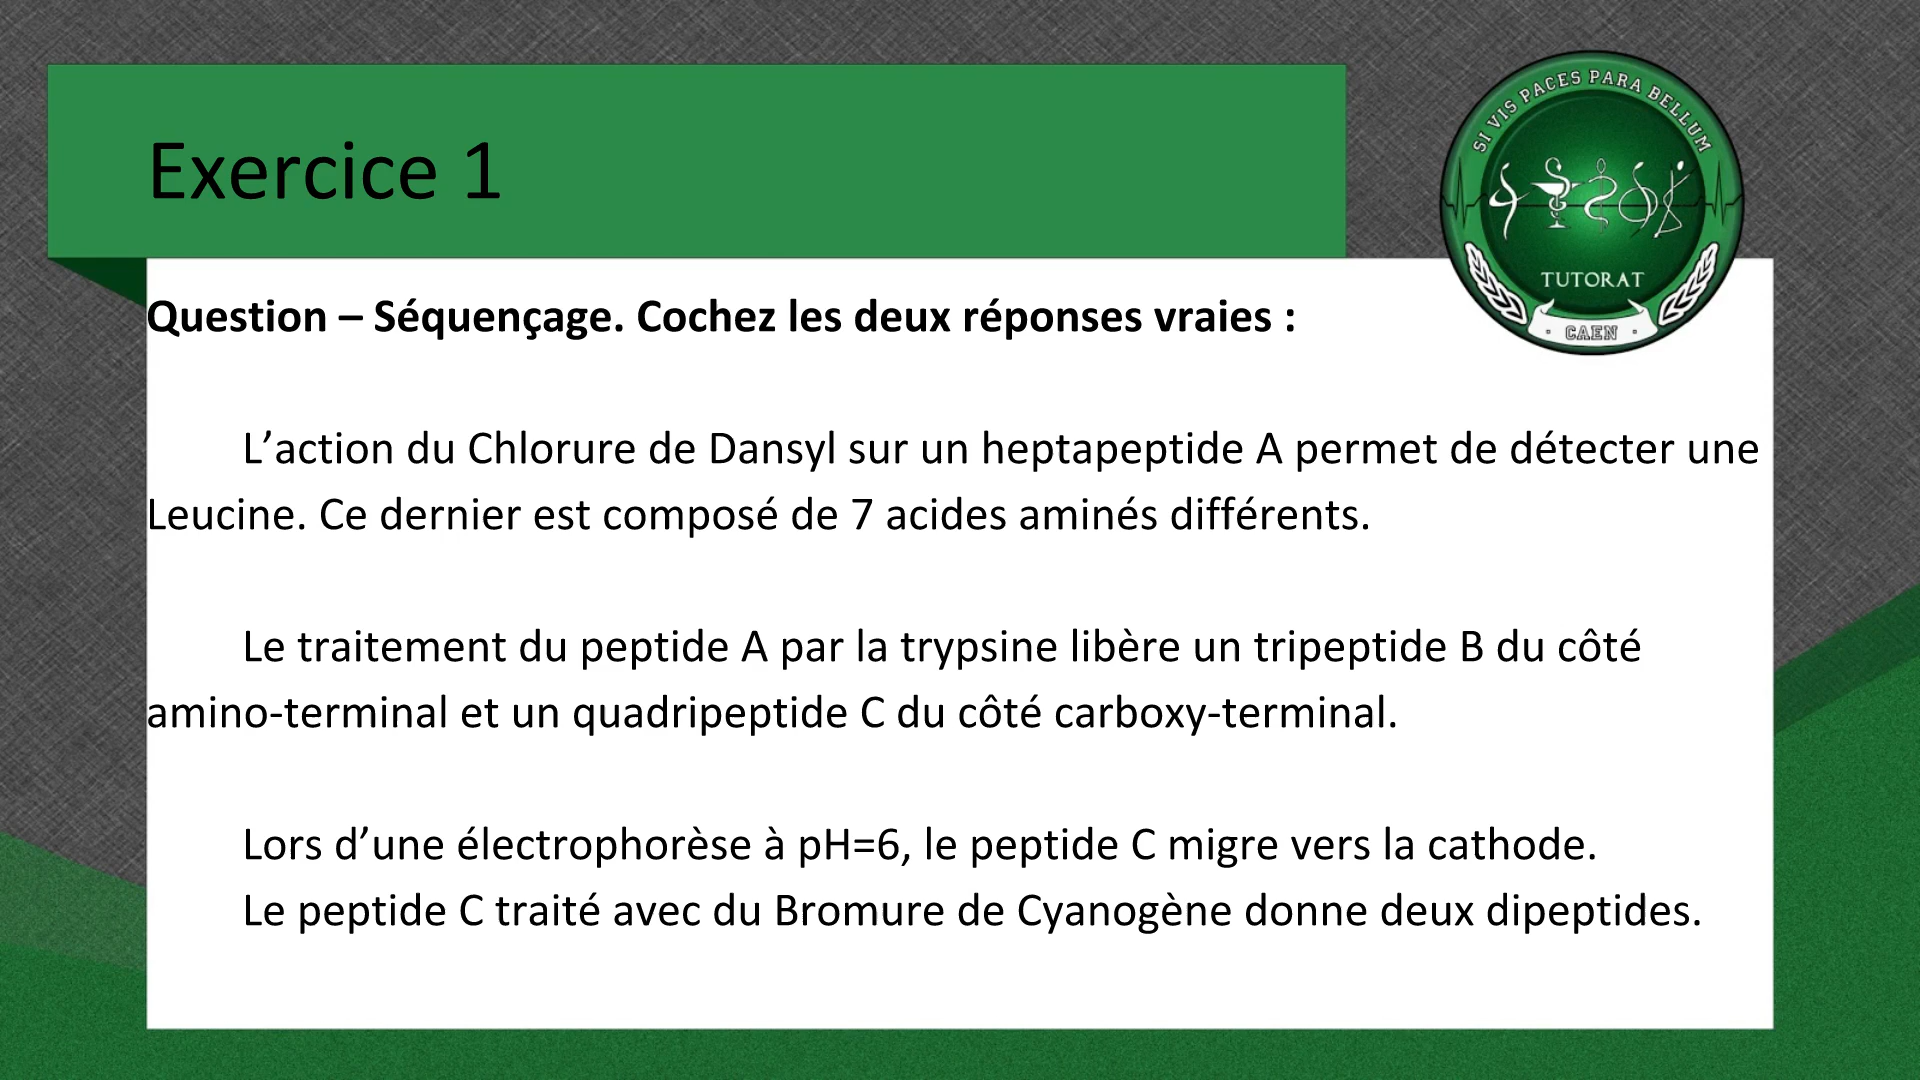 Exercice 1
SI VIS PACES PARA BELLUM
TUTORAT
· CAEN ·
Question – Séquençage. Cochez les deux réponses vraies :
L’action du Chlorure de Dansyl sur un heptapeptide A permet de détecter une
Leucine. Ce dernier est composé de 7 acides aminés différents.
Le traitement du peptide A par la trypsine libère un tripeptide B du côté
amino-terminal et un quadripeptide C du côté carboxy-terminal.
Lors d’une électrophorèse à pH=6, le peptide C migre vers la cathode.
Le peptide C traité avec du Bromure de Cyanogène donne deux dipeptides.